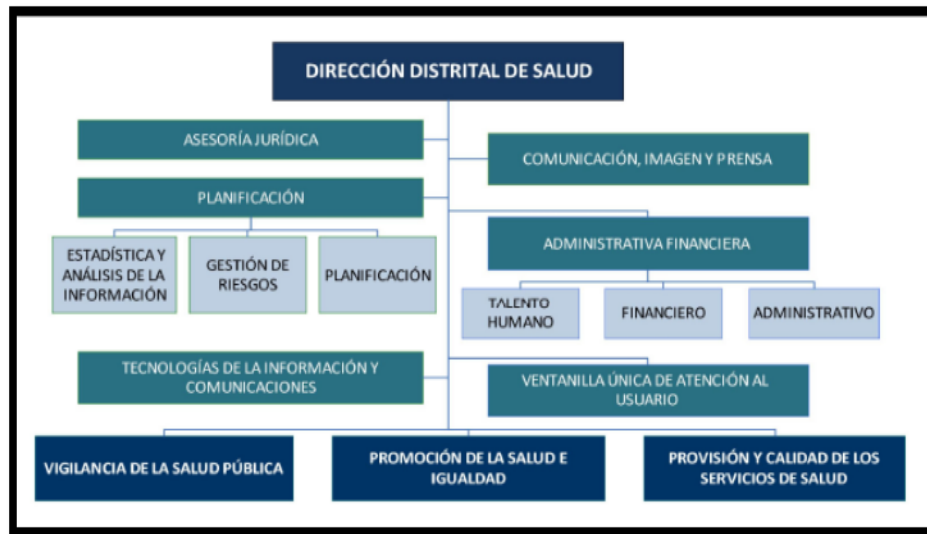 DIRECCIÓN DISTRITAL DE SALUD
ASESORÍA JURÍDICA
COMUNICACIÓN, IMAGEN Y PRENSA
PLANIFICACIÓN
ESTADÍSTICA Y
ANÁLISIS DE LA
INFORMACIÓN
GESTIÓN DE
RIESGOS
PLANIFICACIÓN
ADMINISTRATIVA FINANCIERA
TALENTO
HUMANO
FINANCIERO
ADMINISTRATIVO
TECNOLOGÍAS DE LA INFORMACIÓN Y
COMUNICACIONES
VENTANILLA ÚNICA DE ATENCIÓN AL
USUARIO
VIGILANCIA DE LA SALUD PÚBLICA
PROMOCIÓN DE LA SALUD E
IGUALDAD
PROVISIÓN Y CALIDAD DE LOS
SERVICIOS DE SALUD